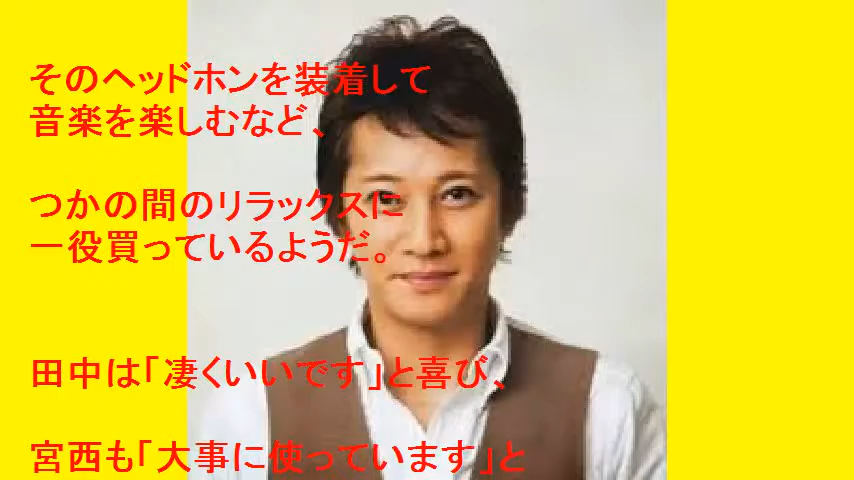 そのヘッドホンを装着して
音楽を楽しむなど、
つかの間のリラックスに
一役買っているようだ。
田中は「凄くいいです」と喜び、
宮西も「大事に使っています」と